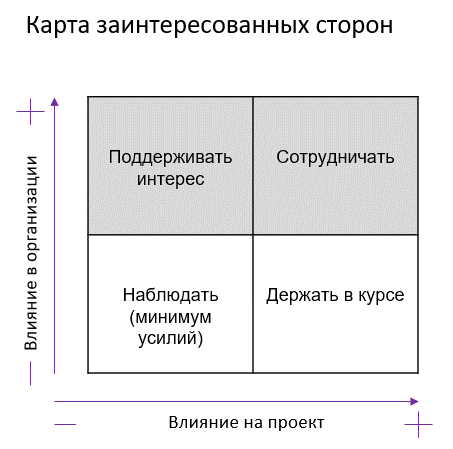 Карта заинтересованных сторон
Поддерживать
интерес
Сотрудничать
Влияние в организации
Наблюдать
(минимум
усилий)
Держать в курсе
Влияние на проект